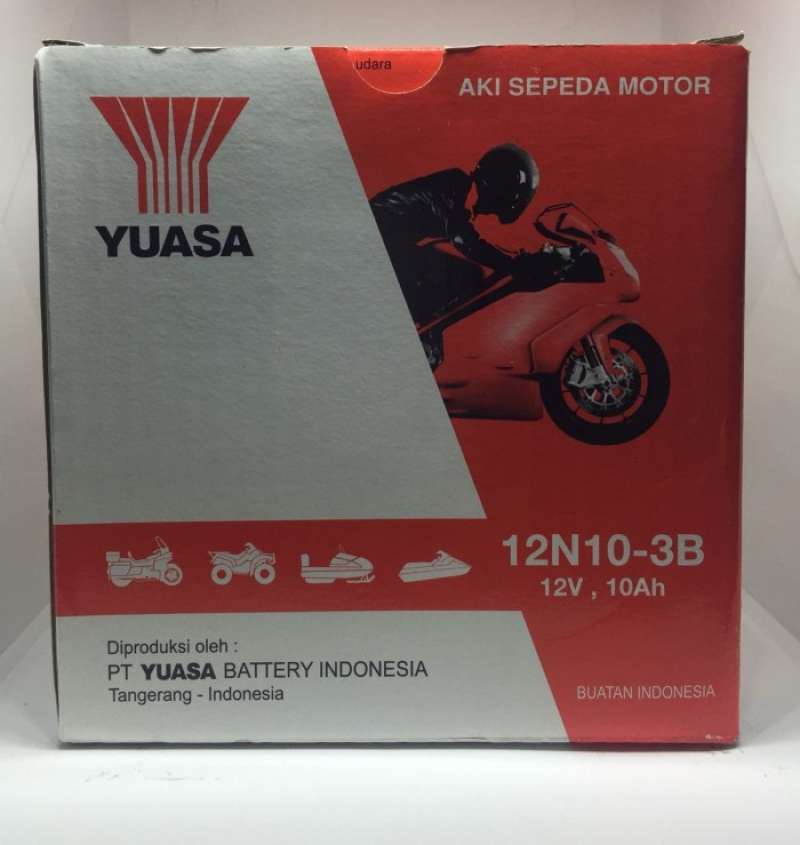 udara
AKI SEPEDA MOTOR
YUASA
12N10-3B
12V , 10Ah
Diproduksi oleh :
PT YUASA BATTERY INDONESIA
Tangerang - Indonesia
BUATAN INDONESIA